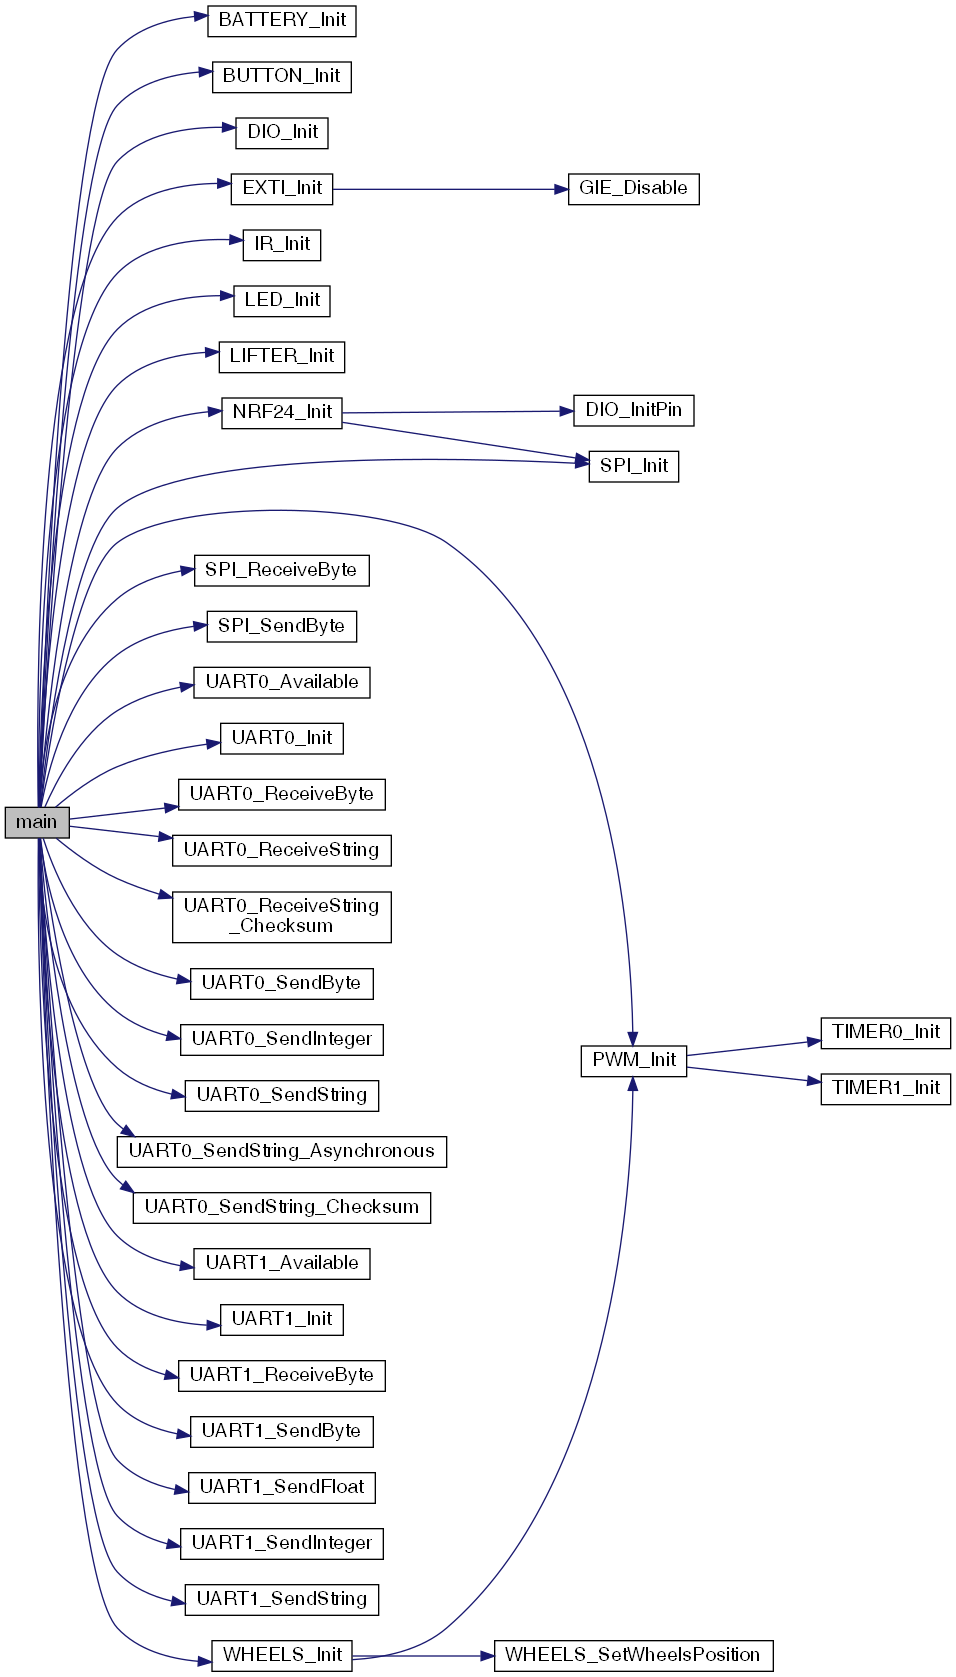 BATTERY_Init
BUTTON_Init
DIO_Init
EXTI_Init
GIE_Disable
IR_Init
LED_Init
LIFTER_Init
NRF24_Init
DIO_InitPin
SPI_Init
SPI_ReceiveByte
SPI_SendByte
UART0_Available
UART0_Init
UART0_ReceiveByte
main
UART0_ReceiveString
UART0_ReceiveString
_Checksum
UART0_SendByte
UART0_SendInteger
PWM_Init
TIMER0_Init
TIMER1_Init
UART0_SendString
UART0_SendString_Asynchronous
UART0_SendString_Checksum
UART1_Available
UART1_Init
UART1_ReceiveByte
UART1_SendByte
UART1_SendFloat
UART1_SendInteger
UART1_SendString
WHEELS_Init
WHEELS_SetWheelsPosition